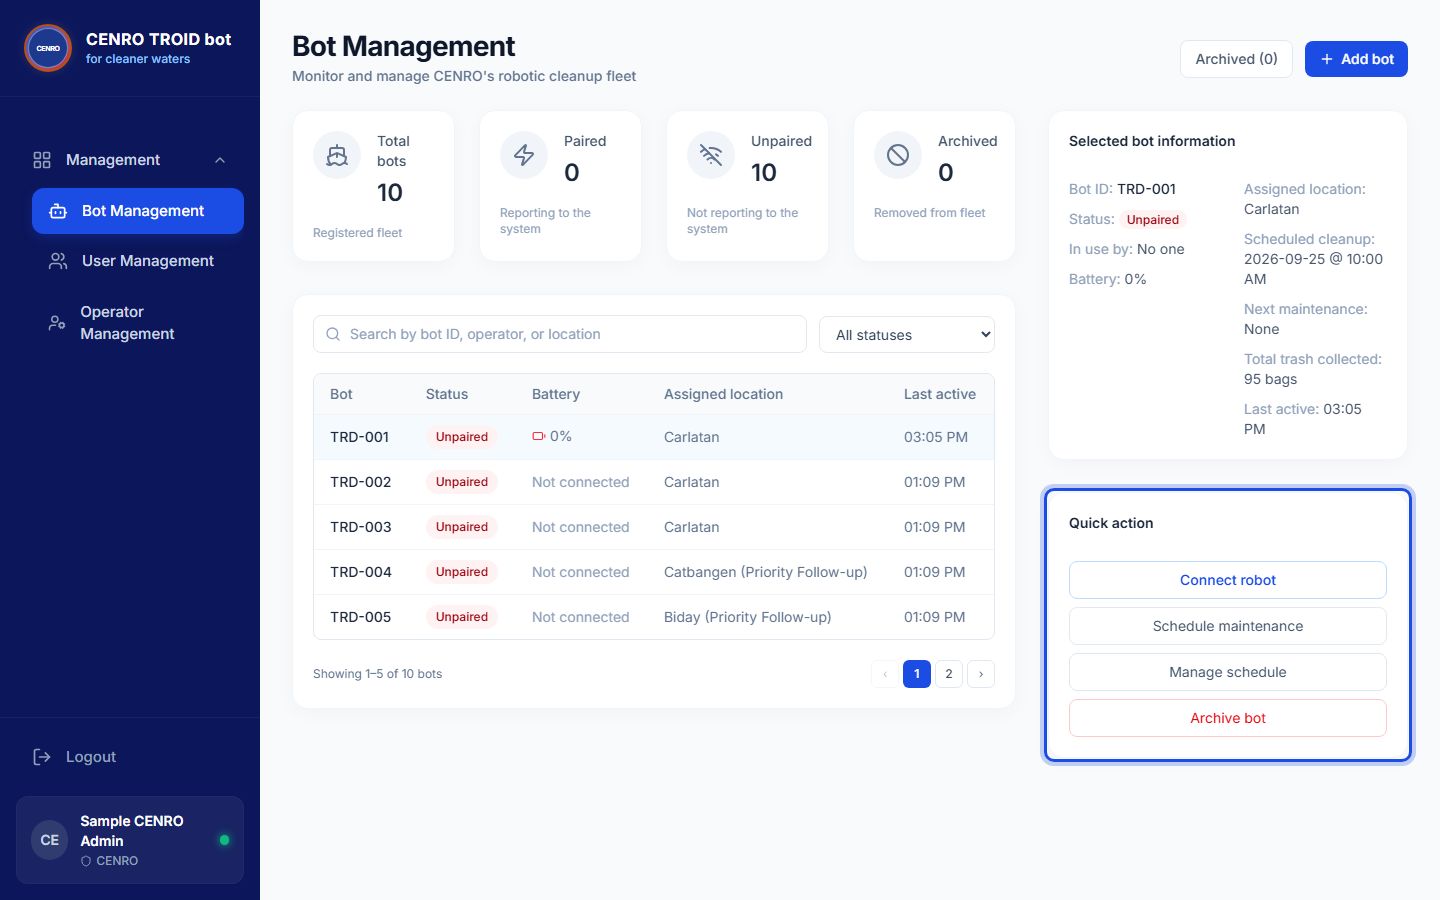 CENRO
CENRO TROID bot
for cleaner waters
Management
Bot Management
User Management
Operator
Management
Logout
CE
Sample CENRO
Admin
CENRO
Bot Management
Monitor and manage CENRO's robotic cleanup fleet
Archived (0)
+ Add bot
Total
bots
10
Registered fleet
Paired
0
Reporting to the
system
Unpaired
10
Not reporting to the
system
Archived
0
Removed from fleet
Search by bot ID, operator, or location
All statuses
Bot Status Battery Assigned location Last active
TRD-001 Unpaired 0% Carlatan 03:05 PM
TRD-002 Unpaired Not connected Carlatan 01:09 PM
TRD-003 Unpaired Not connected Carlatan 01:09 PM
TRD-004 Unpaired Not connected Catbangen (Priority Follow-up) 01:09 PM
TRD-005 Unpaired Not connected Biday (Priority Follow-up) 01:09 PM
Showing 1–5 of 10 bots
‹ 1 2 ›
Selected bot information
Bot ID: TRD-001
Status: Unpaired
In use by: No one
Battery: 0%
Assigned location:
Carlatan
Scheduled cleanup:
2026-09-25 @ 10:00
AM
Next maintenance:
None
Total trash collected:
95 bags
Last active: 03:05
PM
Quick action
Connect robot
Schedule maintenance
Manage schedule
Archive bot